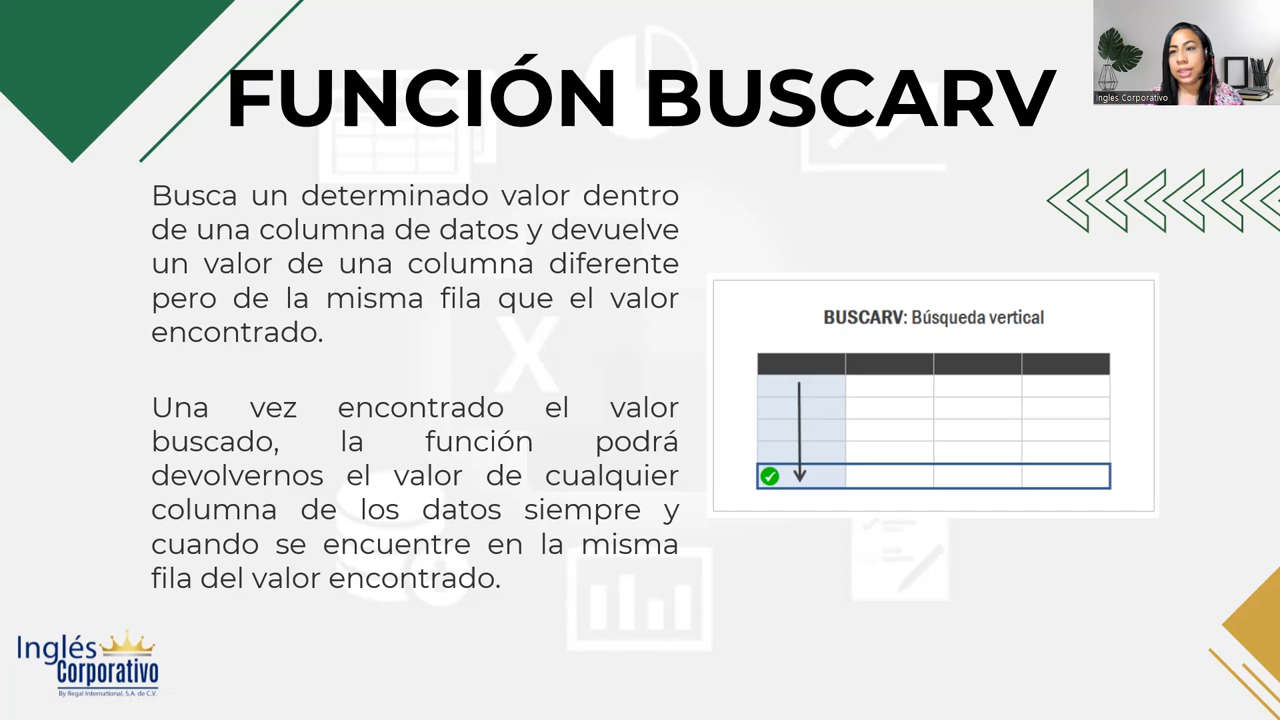 FUNCIÓN BUSCARV
Ingles Corporativo
Busca un determinado valor dentro
de una columna de datos y devuelve
un valor de una columna diferente
pero de la misma fila que el valor
encontrado.
Una vez encontrado el valor
buscado, la función podrá
devolvernos el valor de cualquier
columna de los datos siempre y
cuando se encuentre en la misma
fila del valor encontrado.
BUSCARV: Búsqueda vertical
X
Inglés
Corporativo
By Regal International, S.A. de C.V.